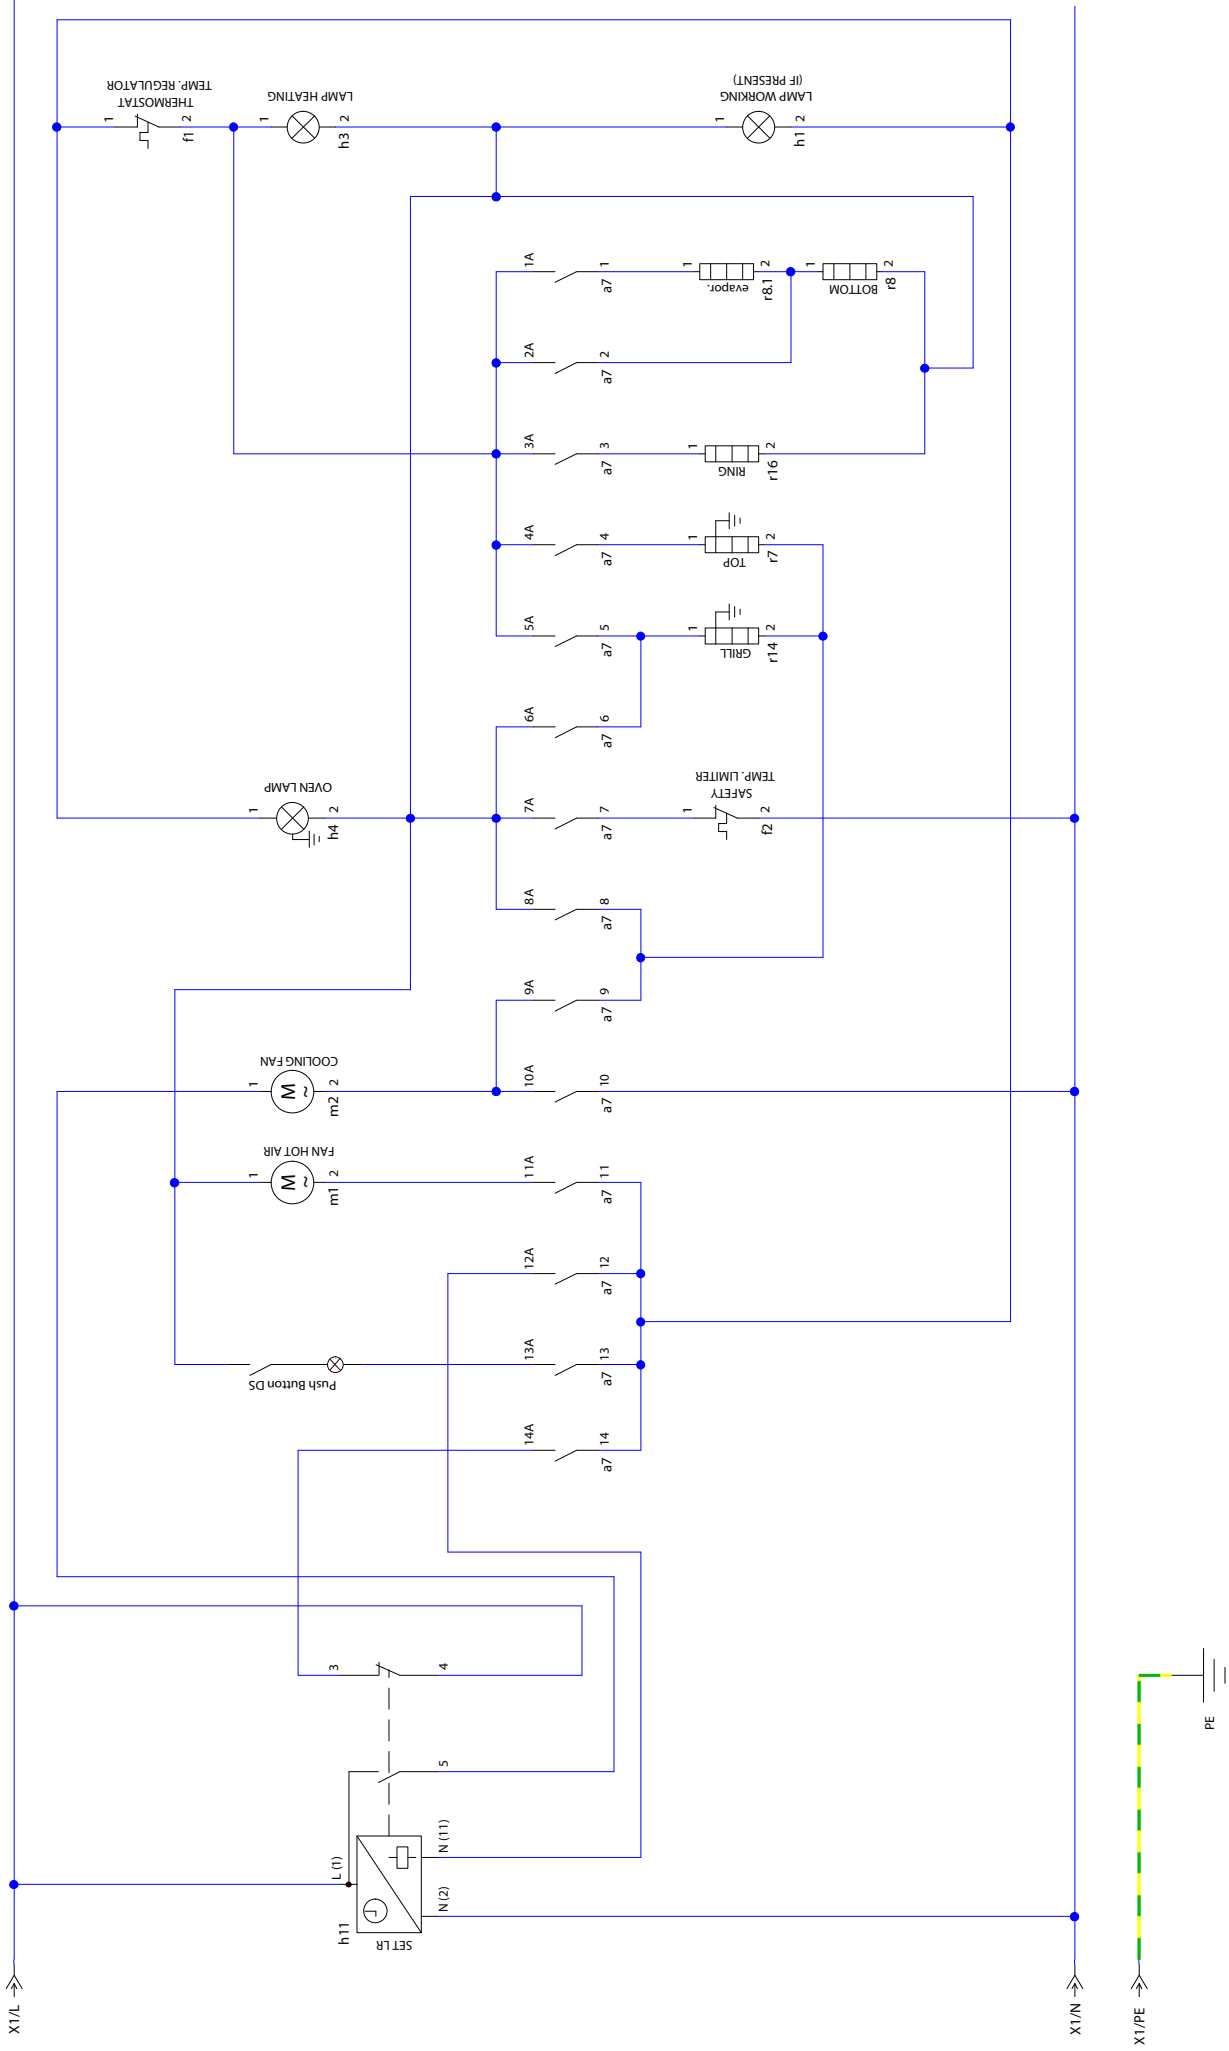 THERMOSTAT
TEMP. REGULATOR
1
2
f1
LAMP HEATING
1
2
h3
LAMP WORKING
(IF PRESENT)
1
2
h1
1A
1
a7
evapor.
1
2
r8.1
BOTTOM
1
2
r8
2A
2
a7
3A
3
a7
RING
1
2
r16
4A
4
a7
TOP
1
2
r7
5A
5
a7
GRILL
1
2
r14
6A
6
a7
OVEN LAMP
1
2
h4
7A
7
a7
SAFETY
TEMP. LIMITER
1
2
f2
8A
8
a7
9A
9
a7
COOLING FAN
M
~
1
2
m2
10A
10
a7
FAN HOT AIR
M
~
1
2
m1
11A
11
a7
12A
12
a7
Push Button DS
13A
13
a7
14A
14
a7
3
4
5
L (1)
N (11)
N (2)
h11
SET LR
PE
X1/L
X1/N
X1/PE